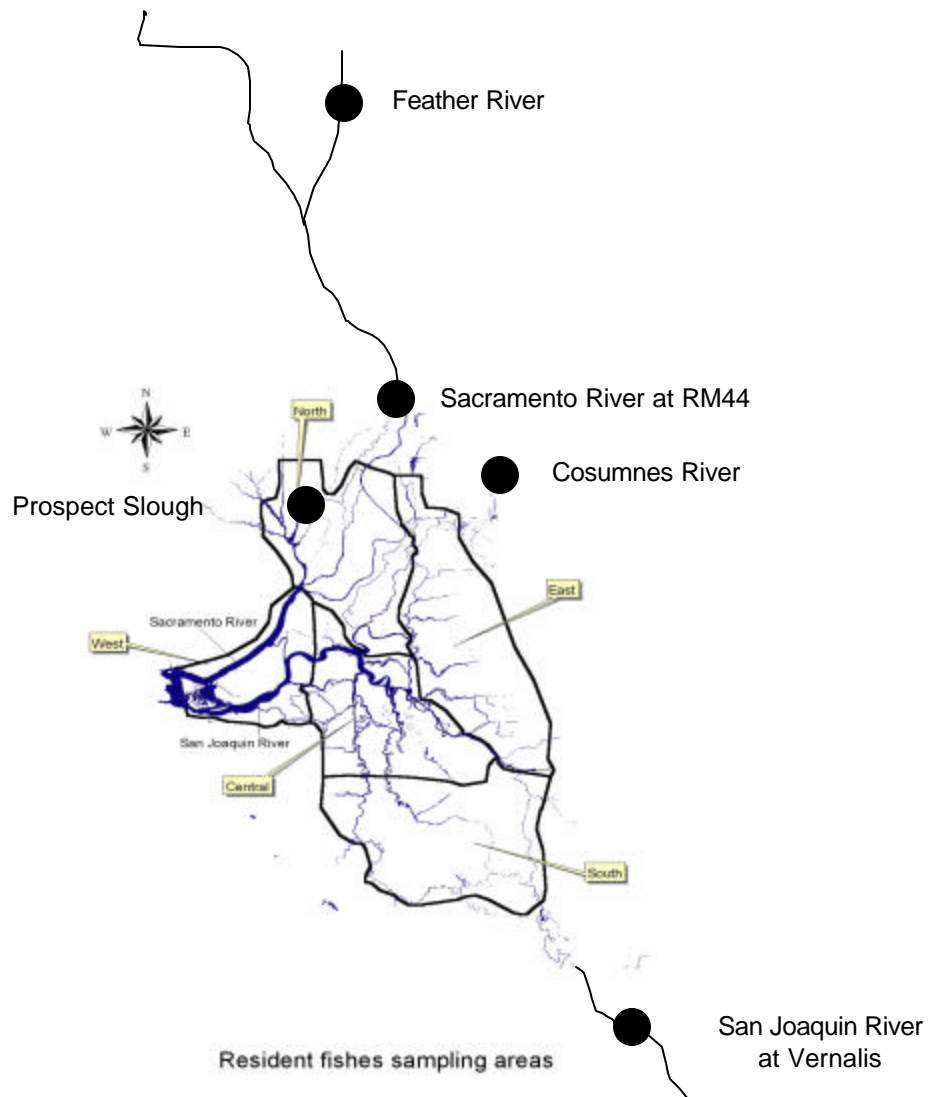 Feather River
Sacramento River at RM44
N
W E
S
North
Cosumnes River
Prospect Slough
East
Sacramento River
West
San Joaquin River
Central
South
San Joaquin River
at Vernalis
Resident fishes sampling areas